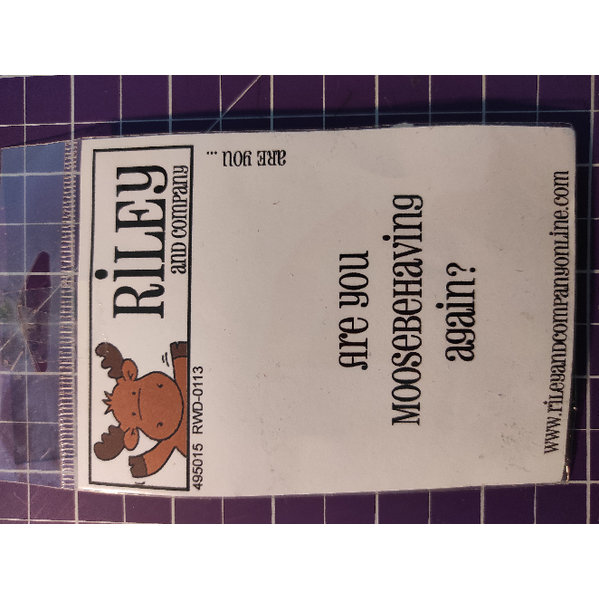 RiLEY
AND COMPANY
495015 RWD-0113
ARE YOU ...
Are you
MOOSEBEHAVING
again?
www.RiLEYANDCOMPANYONLINE.com